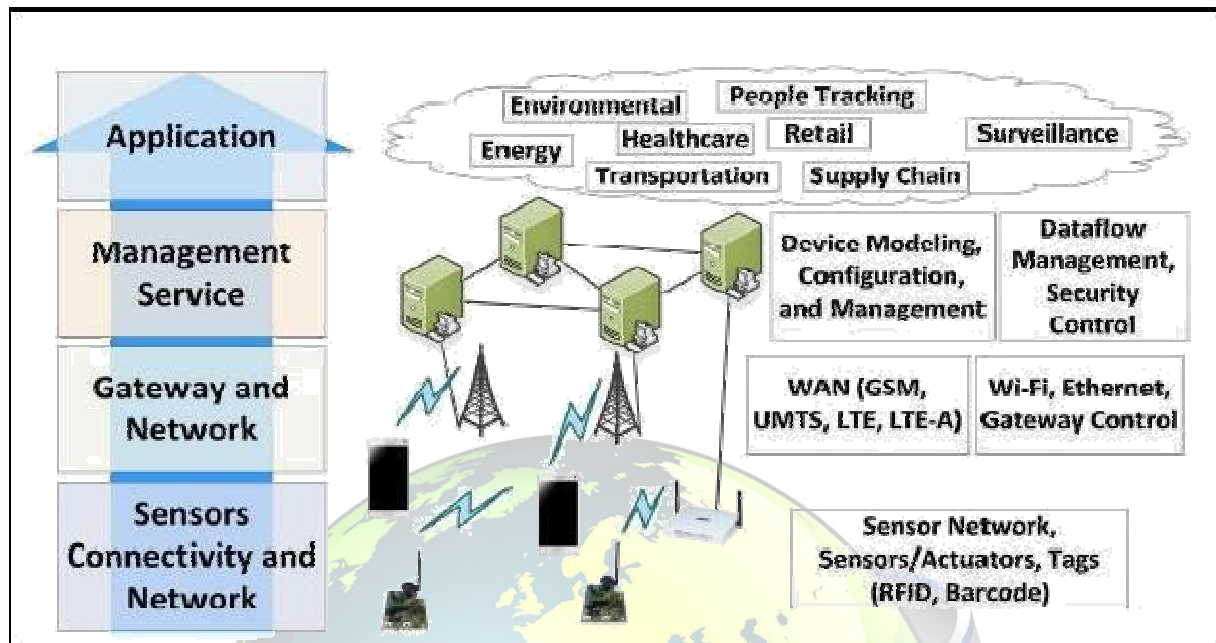 Application
Environmental
People Tracking
Energy
Healthcare
Retail
Surveillance
Transportation
Supply Chain
Management
Service
Device Modeling,
Configuration,
and Management
Dataflow
Management,
Security
Control
Gateway and
Network
WAN (GSM,
UMTS, LTE, LTE-A)
Wi-Fi, Ethernet,
Gateway Control
Sensors
Connectivity and
Network
Sensor Network,
Sensors/Actuators, Tags
(RFID, Barcode)